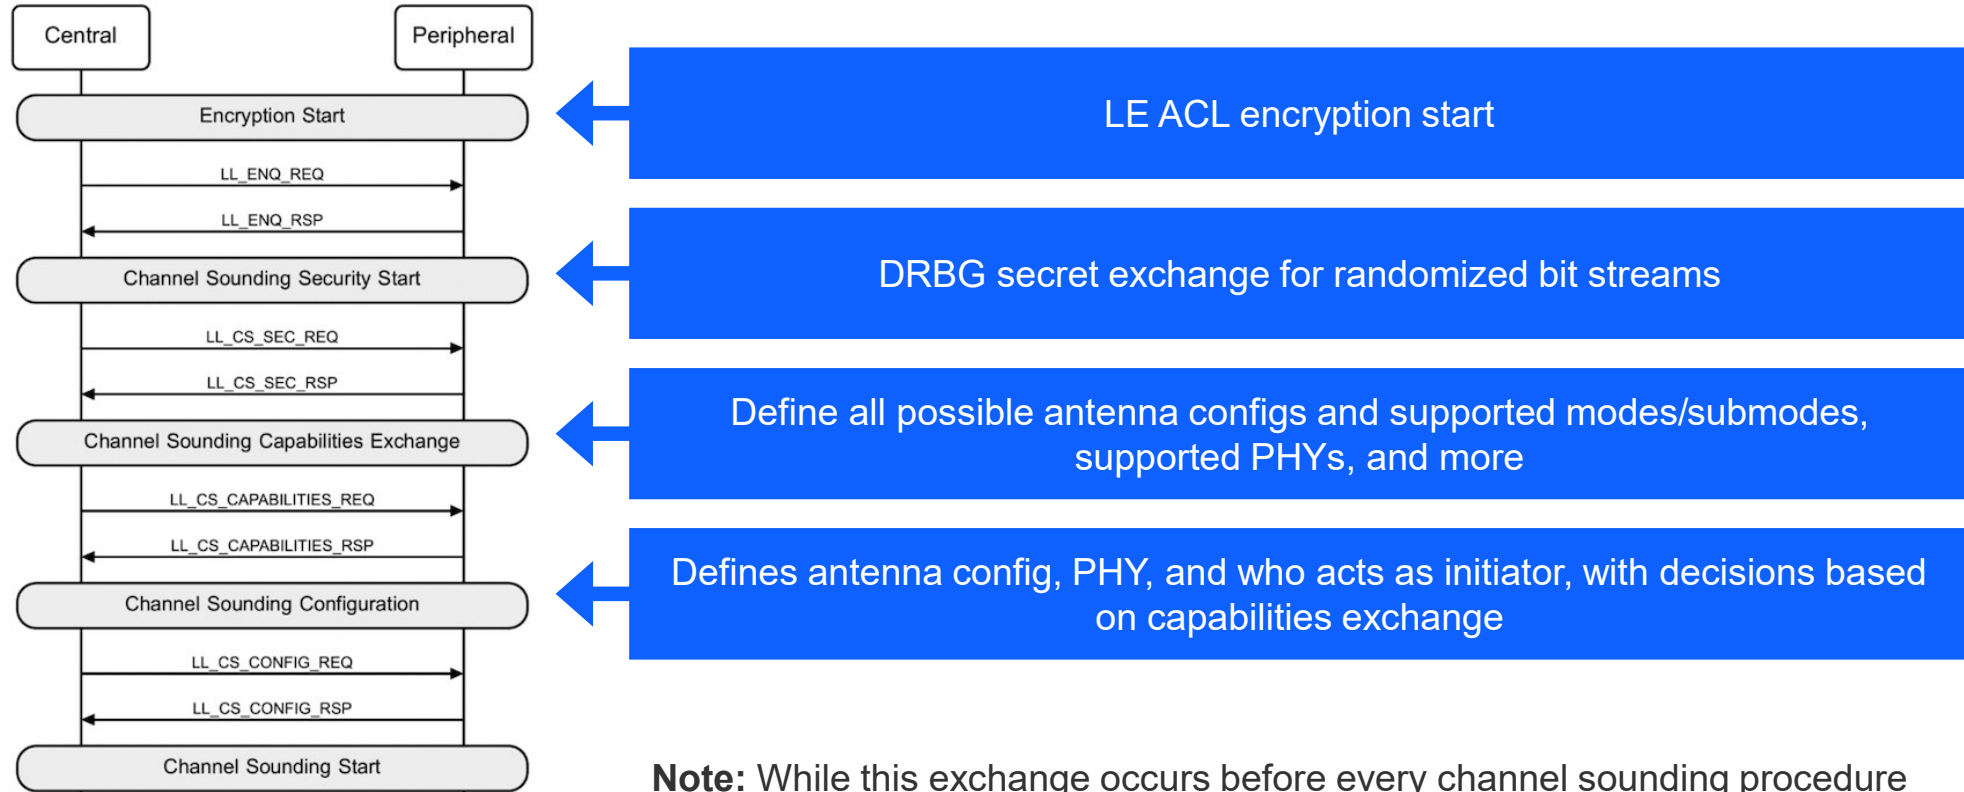 Central
Peripheral
Encryption Start
LL_ENQ_REQ
LL_ENQ_RSP
Channel Sounding Security Start
LL_CS_SEC_REQ
LL_CS_SEC_RSP
Channel Sounding Capabilities Exchange
LL_CS_CAPABILITIES_REQ
LL_CS_CAPABILITIES_RSP
Channel Sounding Configuration
LL_CS_CONFIG_REQ
LL_CS_CONFIG_RSP
Channel Sounding Start
LE ACL encryption start
DRBG secret exchange for randomized bit streams
Define all possible antenna configs and supported modes/submodes,
supported PHYs, and more
Defines antenna config, PHY, and who acts as initiator, with decisions based
on capabilities exchange
Note: While this exchange occurs before every channel sounding procedure